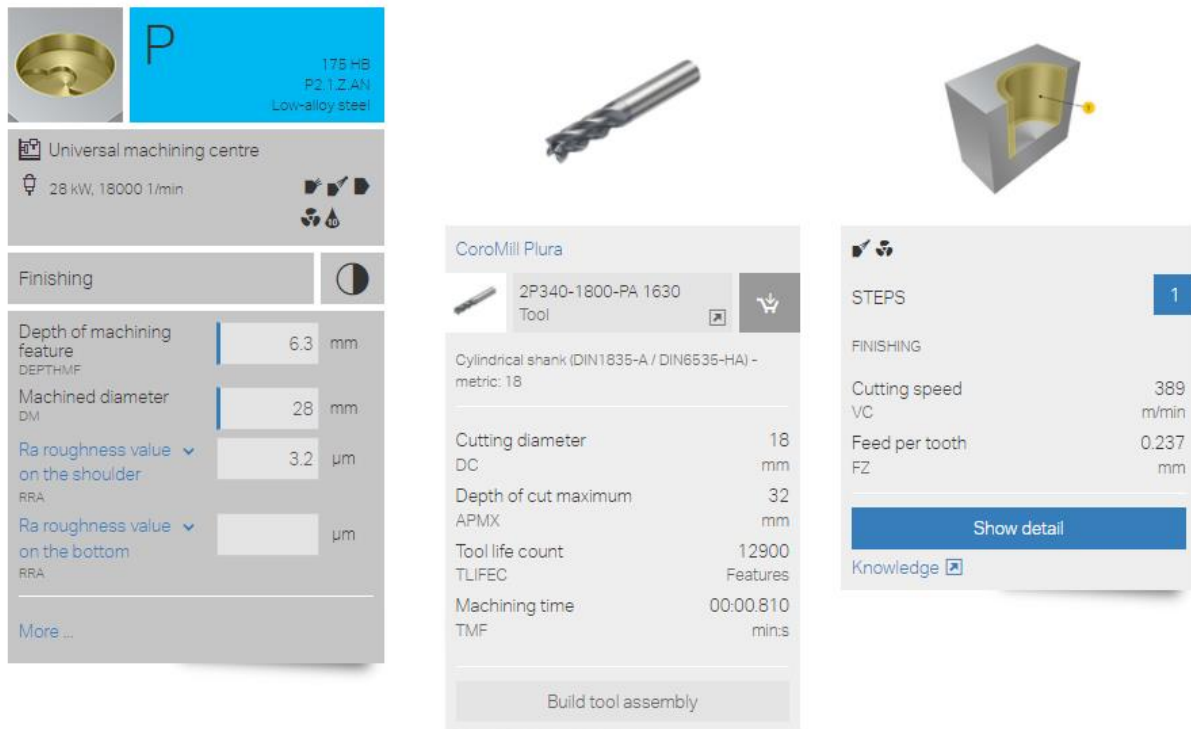 P
175 HB
P2.1.Z.AN
Low-alloy steel
Universal machining centre
28 kW, 18000 1/min
10
Finishing
Depth of machining
feature
DEPTHMF
6.3 mm
Machined diameter
DM
28 mm
Ra roughness value
on the shoulder
RRA
3.2 µm
Ra roughness value
on the bottom
RRA
µm
More ...
CoroMill Plura
2P340-1800-PA 1630
Tool
Cylindrical shank (DIN1835-A / DIN6535-HA) -
metric: 18
Cutting diameter 18
DC mm
Depth of cut maximum 32
APMX mm
Tool life count 12900
TLIFEC Features
Machining time 00:00.810
TMF min:s
Build tool assembly
1
STEPS 1
FINISHING
Cutting speed 389
VC m/min
Feed per tooth 0.237
FZ mm
Show detail
Knowledge